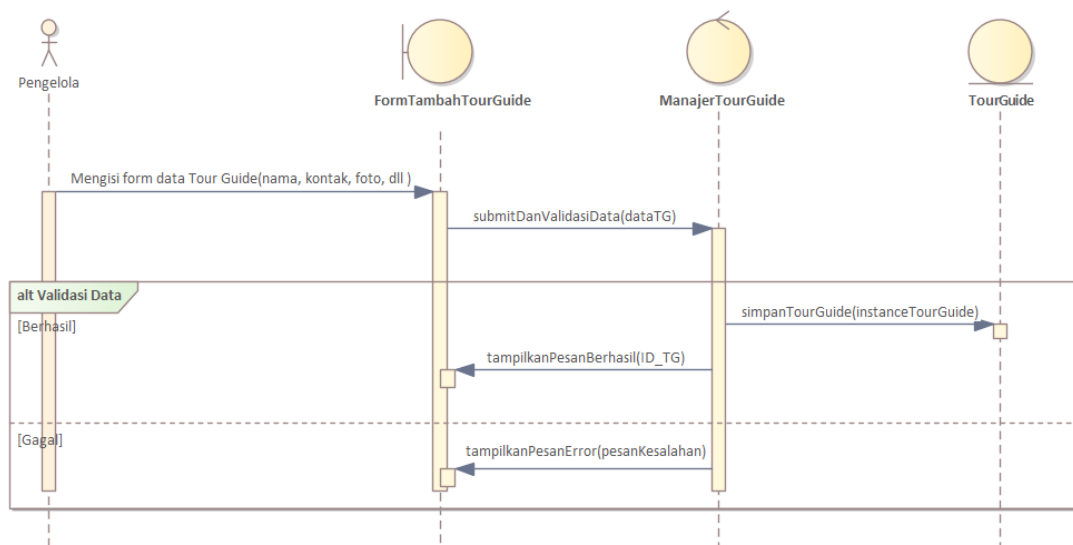 Pengelola
FormTambahTourGuide
ManajerTourGuide
TourGuide
Mengisi form data Tour Guide(nama, kontak, foto, dll )
submitDanValidasiData(dataTG)
alt Validasi Data
[Berhasil]
simpanTourGuide(instanceTourGuide)
tampilkanPesanBerhasil(ID_TG)
[Gagal]
tampilkanPesanError(pesanKesalahan)